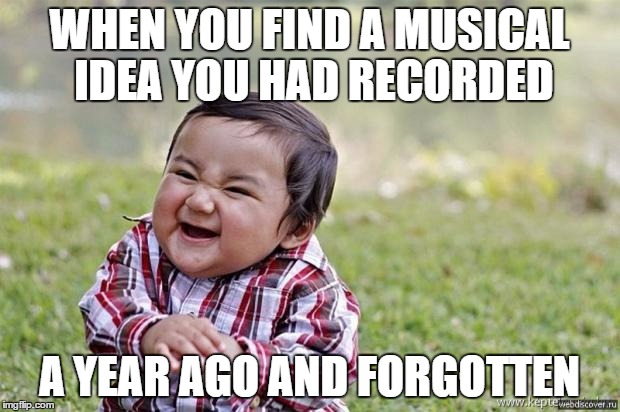 WHEN YOU FIND A MUSICAL
IDEA YOU HAD RECORDED
A YEAR AGO AND FORGOTTEN
imgflip.com
webdiscover.ru